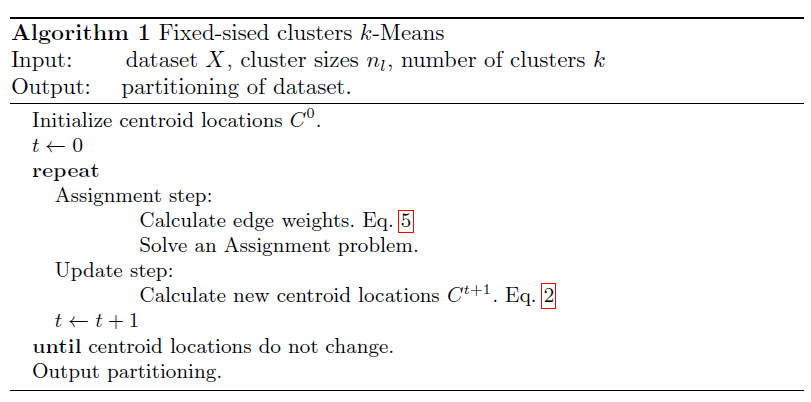 Algorithm 1 Fixed-sised clusters k-Means
Input: dataset X, cluster sizes n_l, number of clusters k
Output: partitioning of dataset.
Initialize centroid locations C^0.
t ← 0
repeat
Assignment step:
Calculate edge weights. Eq. 5
Solve an Assignment problem.
Update step:
Calculate new centroid locations C^{t+1}. Eq. 2
t ← t + 1
until centroid locations do not change.
Output partitioning.